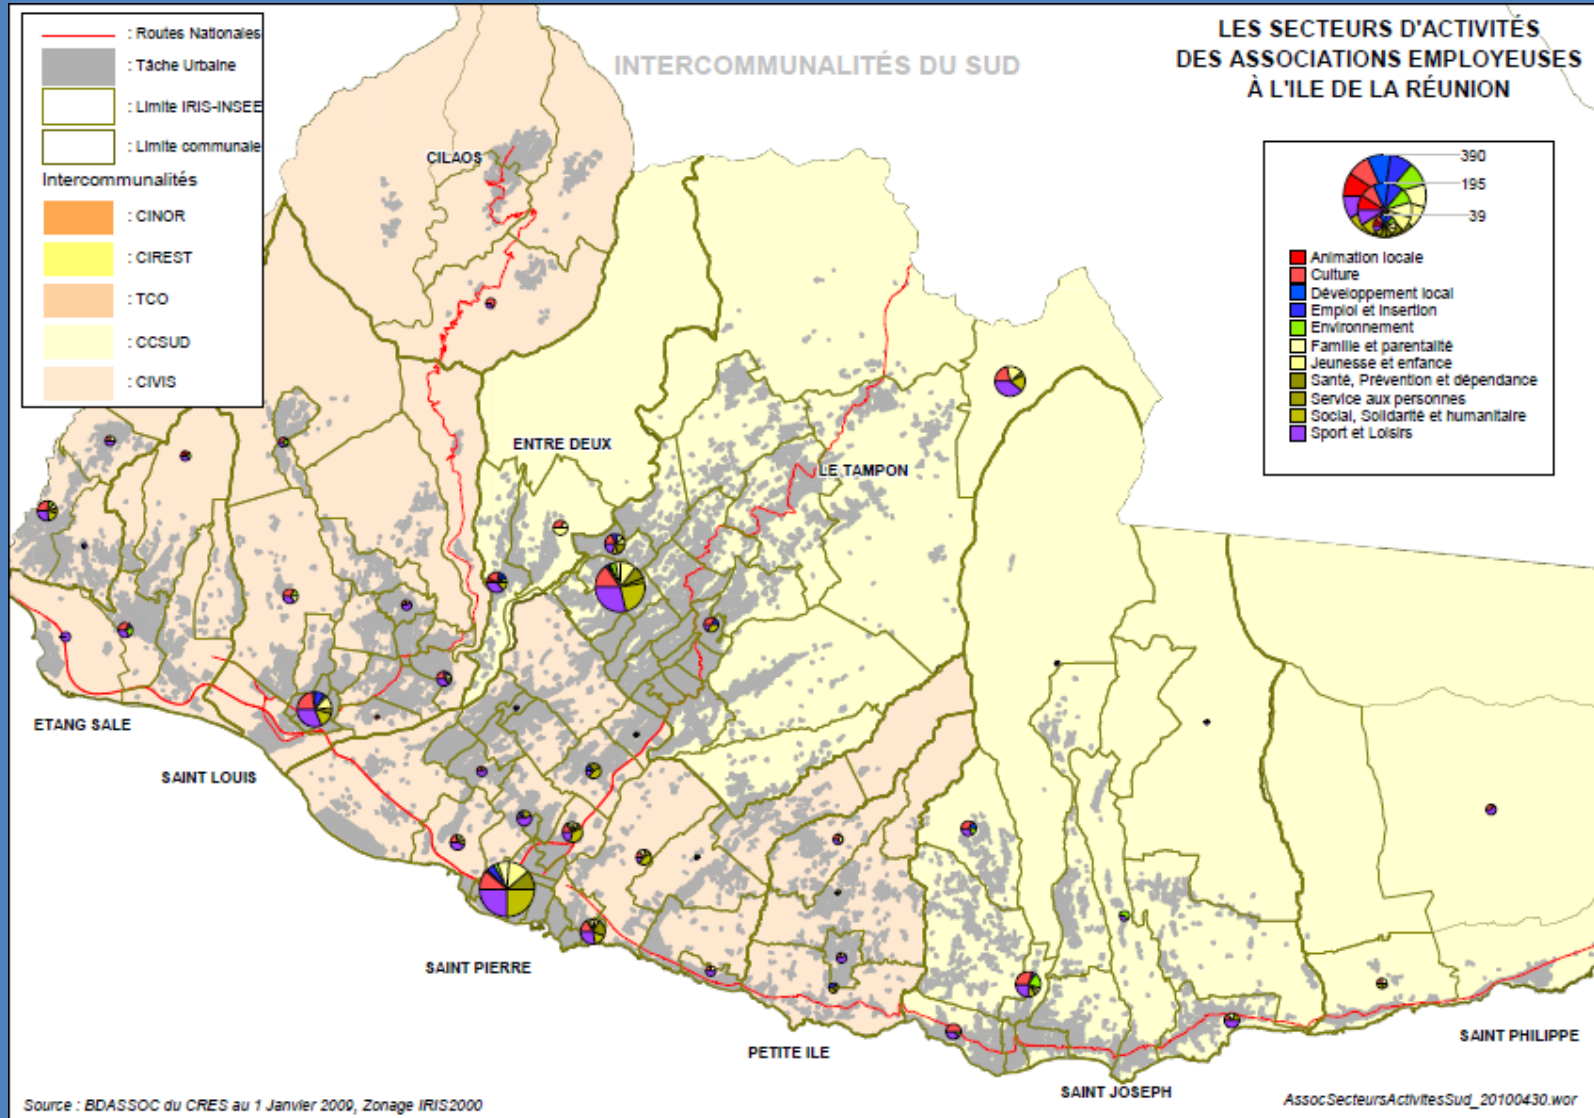 : Routes Nationales
: Tâche Urbaine
: Limite IRIS-INSEE
: Limite communale
Intercommunalités
: CINOR
: CIREST
: TCO
: CCSUD
: CIVIS
INTERCOMMUNALITÉS DU SUD
LES SECTEURS D'ACTIVITÉS
DES ASSOCIATIONS EMPLOYEUSES
À L'ILE DE LA RÉUNION
390
195
39
Animation locale
Culture
Développement local
Emploi et insertion
Environnement
Famille et parentalité
Jeunesse et enfance
Santé, Prévention et dépendance
Service aux personnes
Social, Solidarité et humanitaire
Sport et Loisirs
CILAOS
ENTRE DEUX
LE TAMPON
ETANG SALE
SAINT LOUIS
SAINT PIERRE
PETITE ILE
SAINT JOSEPH
SAINT PHILIPPE
Source : BDASSOC du CRES au 1 Janvier 2009, Zonage IRIS2000
AssocSecteursActivitesSud_20100430.wor